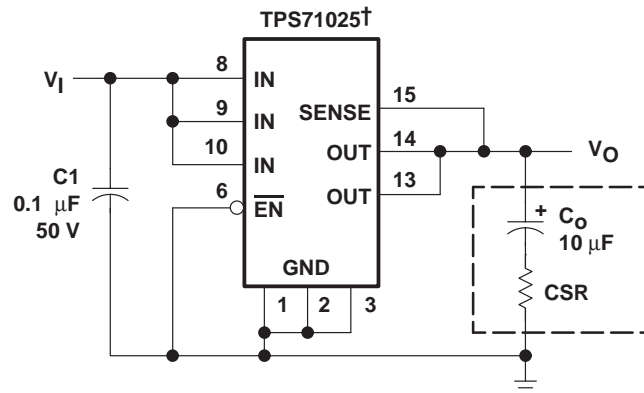 TPS71025†
VI
8
IN
9
IN
10
IN
6
EN
SENSE
15
OUT
14
OUT
13
VO
C1
0.1 μF
50 V
GND
1
2
3
+
Co
10 μF
CSR